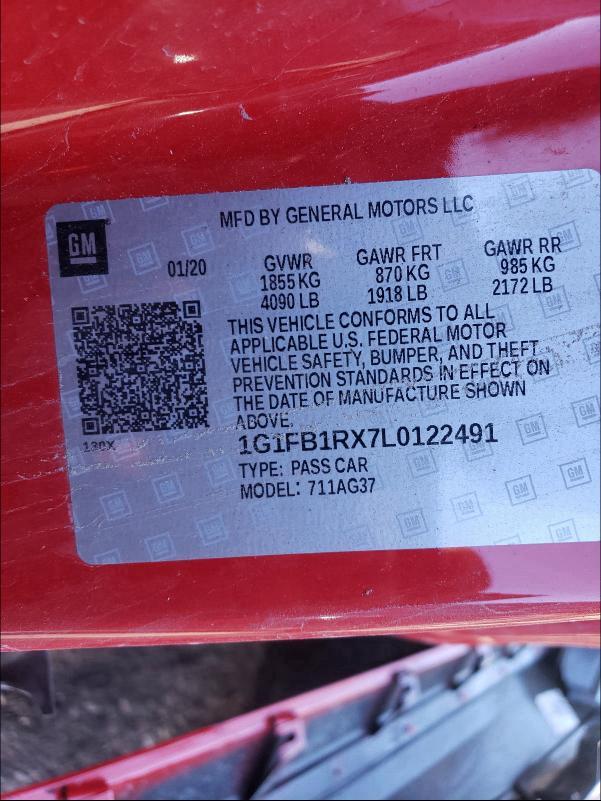 MFD BY GENERAL MOTORS LLC
GM
01/20
GVWR GAWR FRT GAWR RR
1855 KG 870 KG 985 KG
4090 LB 1918 LB 2172 LB
THIS VEHICLE CONFORMS TO ALL
APPLICABLE U.S. FEDERAL MOTOR
VEHICLE SAFETY, BUMPER, AND THEFT
PREVENTION STANDARDS IN EFFECT ON
THE DATE OF MANUFACTURE SHOWN
ABOVE.
130X
1G1FB1RX7L0122491
TYPE: PASS CAR
MODEL: 711AG37